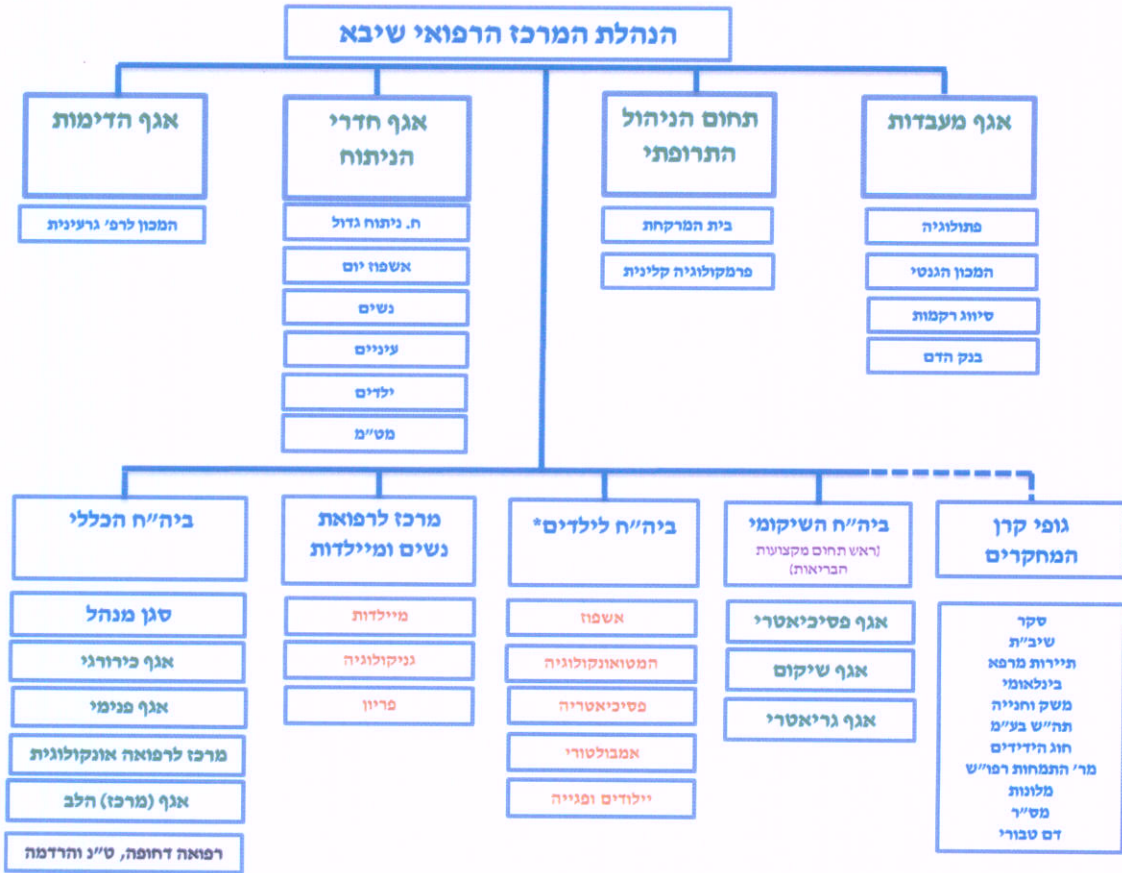 הנהלת המרכז הרפואי שיבא
אגף מעבדות
פתולוגיה
המכון הגנטי
סיווג רקמות
בנק הדם
תחום הניהול
התרופתי
בית המרקחת
פרמקולוגיה קלינית
אגף חדרי
הניתוח
ח. ניתוח גדול
אשפוז יום
נשים
עיניים
ילדים
מט״מ
אגף הדימות
המכון לרפ׳ גרעינית
גופי קרן
המחקרים
סקר
שיב״ת
תיירות מרפא
בינלאומי
משק וחנייה
תה״ש בע״מ
חוג הידידים
מר׳ התמחות רפו״ש
מלונות
מס״ר
דם טבורי
ביה״ח השיקומי
(ראש תחום מקצועות
הבריאות)
אגף פסיכיאטרי
אגף שיקום
אגף גריאטרי
ביה״ח לילדים*
אשפוז
המטואונקולוגיה
פסיכיאטריה
אמבולטורי
יילודים ופגייה
מרכז לרפואת
נשים ומיילדות
מיילדות
גניקולוגיה
פריון
ביה״ח הכללי
סגן מנהל
אגף כירורגי
אגף פנימי
מרכז לרפואה אונקולוגית
אגף (מרכז) הלב
רפואה דחופה, ט״נ והרדמה